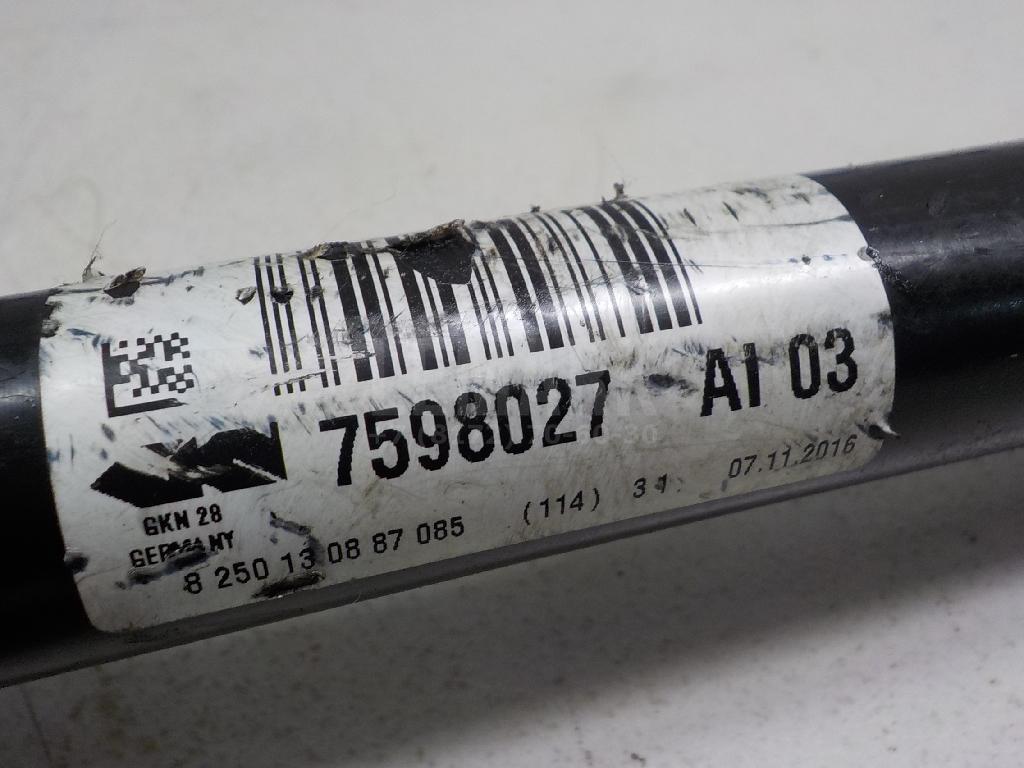 7598027 AI 03
GKN 28
GERMANY
8 250 13 08 87 085 (114) 31 07.11.2016